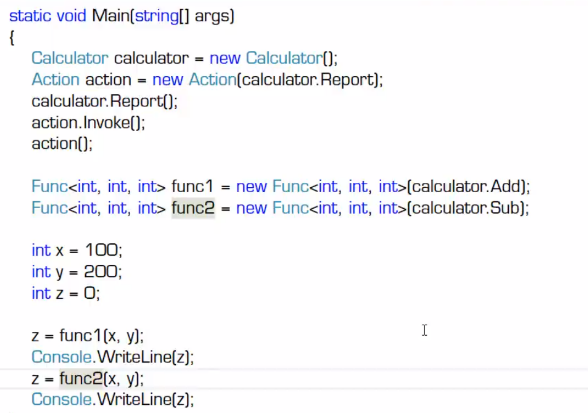 static void Main(string[] args)
{
Calculator calculator = new Calculator();
Action action = new Action(calculator.Report);
calculator.Report();
action.Invoke();
action();
Func<int, int, int> func1 = new Func<int, int, int>(calculator.Add);
Func<int, int, int> func2 = new Func<int, int, int>(calculator.Sub);
int x = 100;
int y = 200;
int z = 0;
z = func1(x, y);
Console.WriteLine(z);
z = func2(x, y);
Console.WriteLine(z);